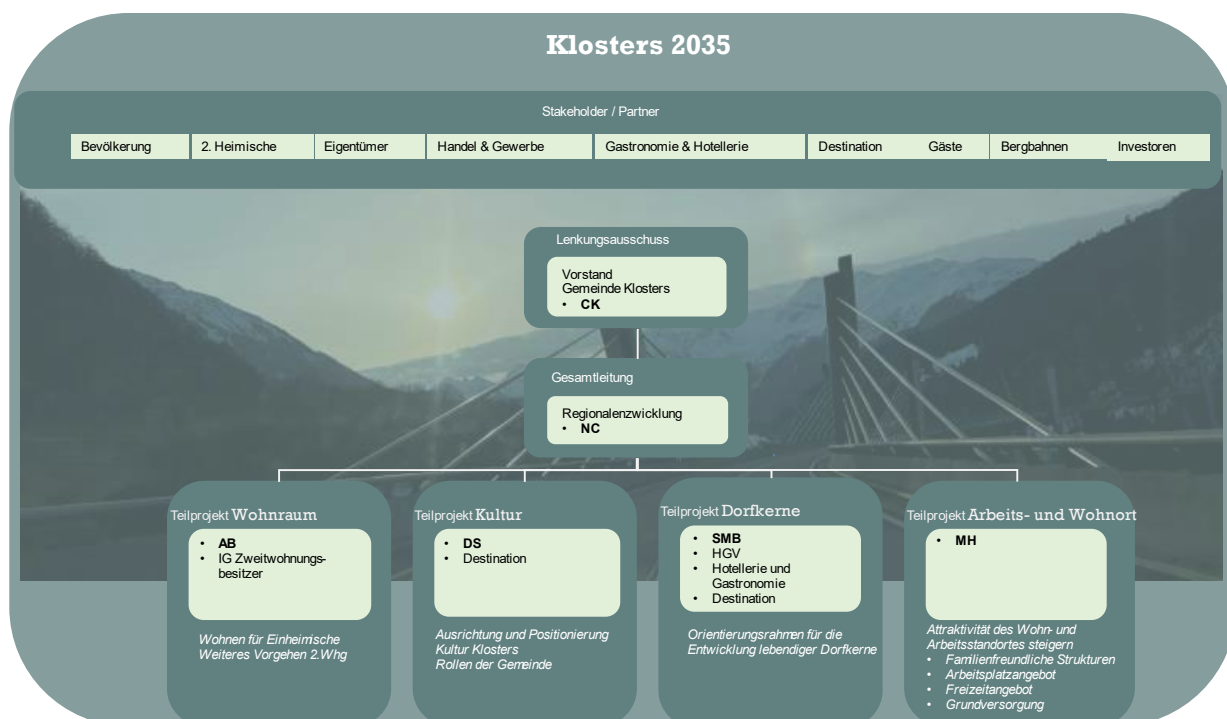 Klosters 2035
Stakeholder / Partner
Bevölkerung 2. Heimische Eigentümer Handel & Gewerbe Gastronomie & Hotellerie Destination Gäste Bergbahnen Investoren
Lenkungsausschuss
Vorstand
Gemeinde Klosters
• CK
Gesamtleitung
Regionalenzwicklung
• NC
Teilprojekt Wohnraum
• AB
• IG Zweitwohnungs-
besitzer
Wohnen für Einheimische
Weiteres Vorgehen 2.Whg
Teilprojekt Kultur
• DS
• Destination
Ausrichtung und Positionierung
Kultur Klosters
Rollen der Gemeinde
Teilprojekt Dorfkerne
• SMB
• HGV
• Hotellerie und
Gastronomie
• Destination
Orientierungsrahmen für die
Entwicklung lebendiger Dorfkerne
Teilprojekt Arbeits- und Wohnort
• MH
Attraktivität des Wohn- und
Arbeitsstandortes steigern
• Familienfreundliche Strukturen
• Arbeitsplatzangebot
• Freizeitangebot
• Grundversorgung